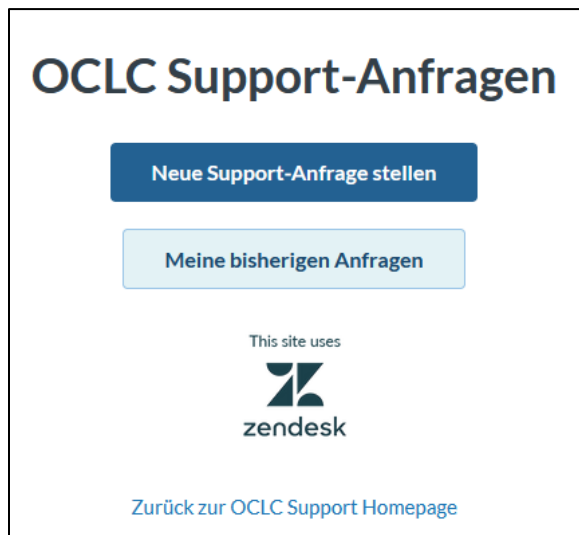 OCLC Support-Anfragen
Neue Support-Anfrage stellen
Meine bisherigen Anfragen
This site uses
zendesk
Zurück zur OCLC Support Homepage